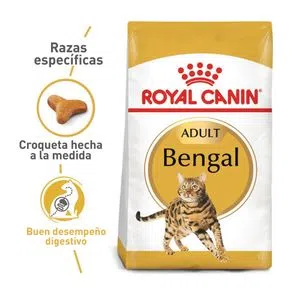 Razas
específicas
Croqueta hecha
a la medida
Buen desempeño
digestivo
ROYAL CANIN
ADULT
Bengal